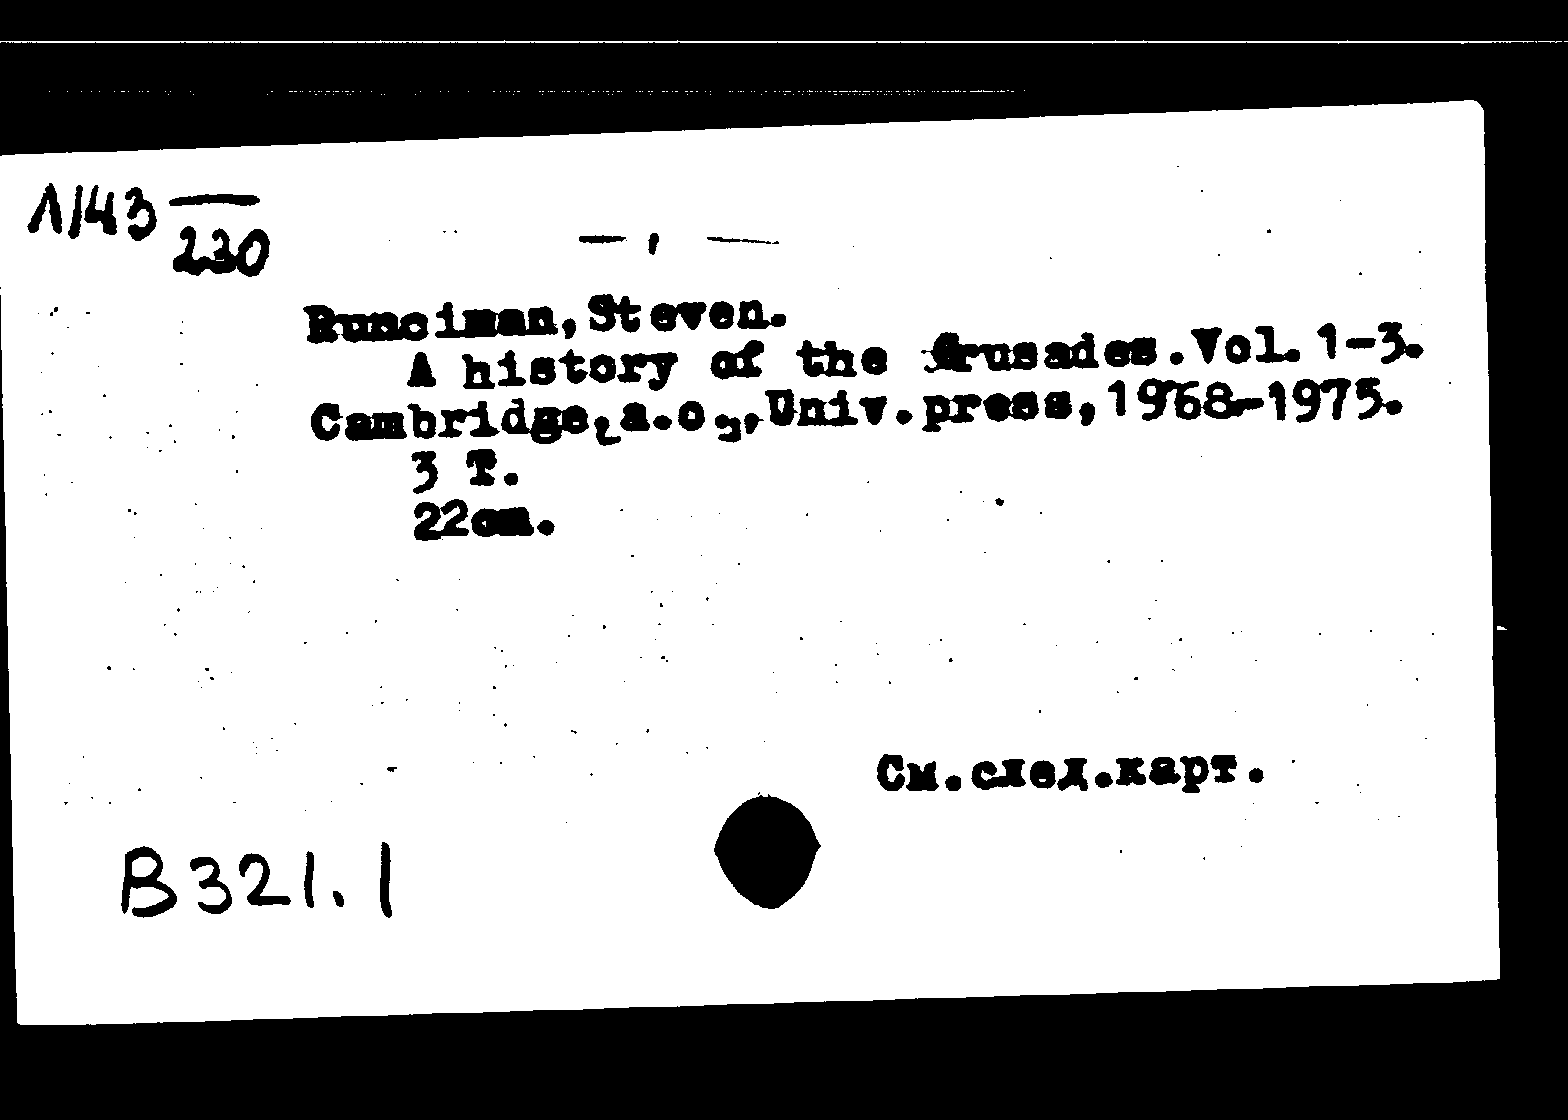 Л/43 230
—, —
Runciman, Steven.
A history of the Crusades. Vol. 1-3.
Cambridge, [a.o.], Univ. press, 1968-1975.
3 T.
22cm.
См. след. карт.
B321.1